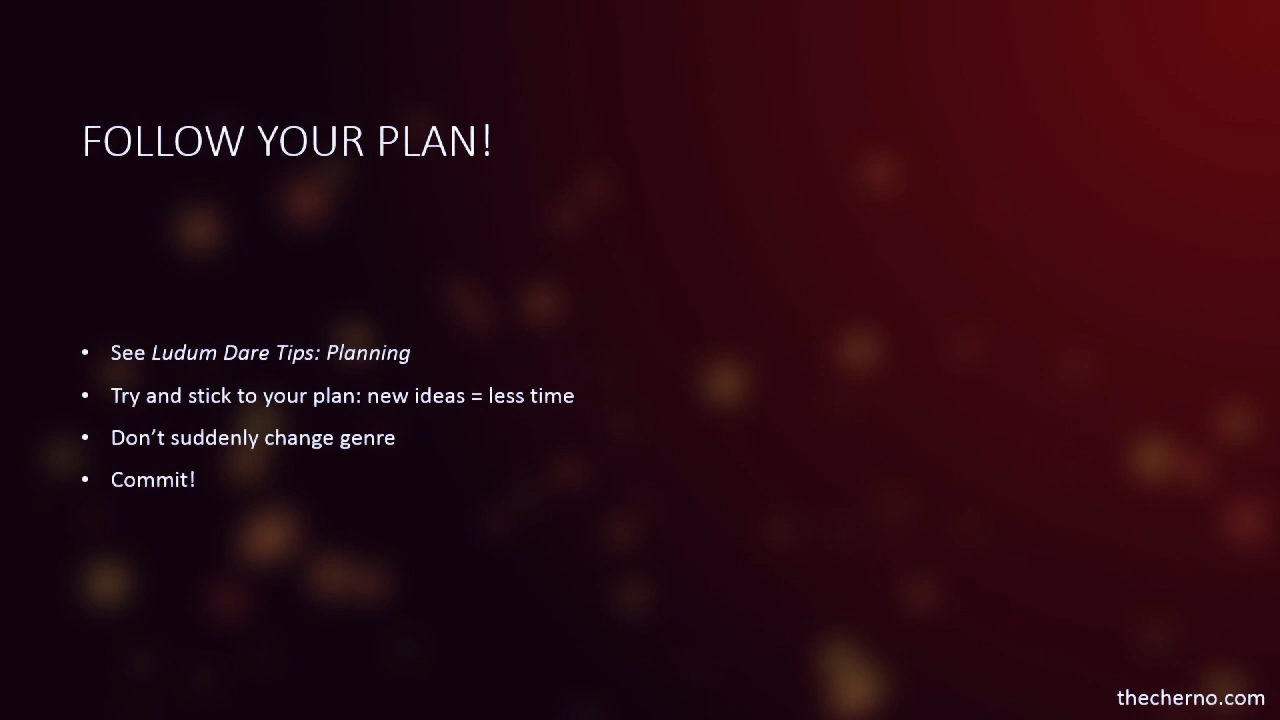 FOLLOW YOUR PLAN!
• See Ludum Dare Tips: Planning
• Try and stick to your plan: new ideas = less time
• Don’t suddenly change genre
• Commit!
thecherno.com